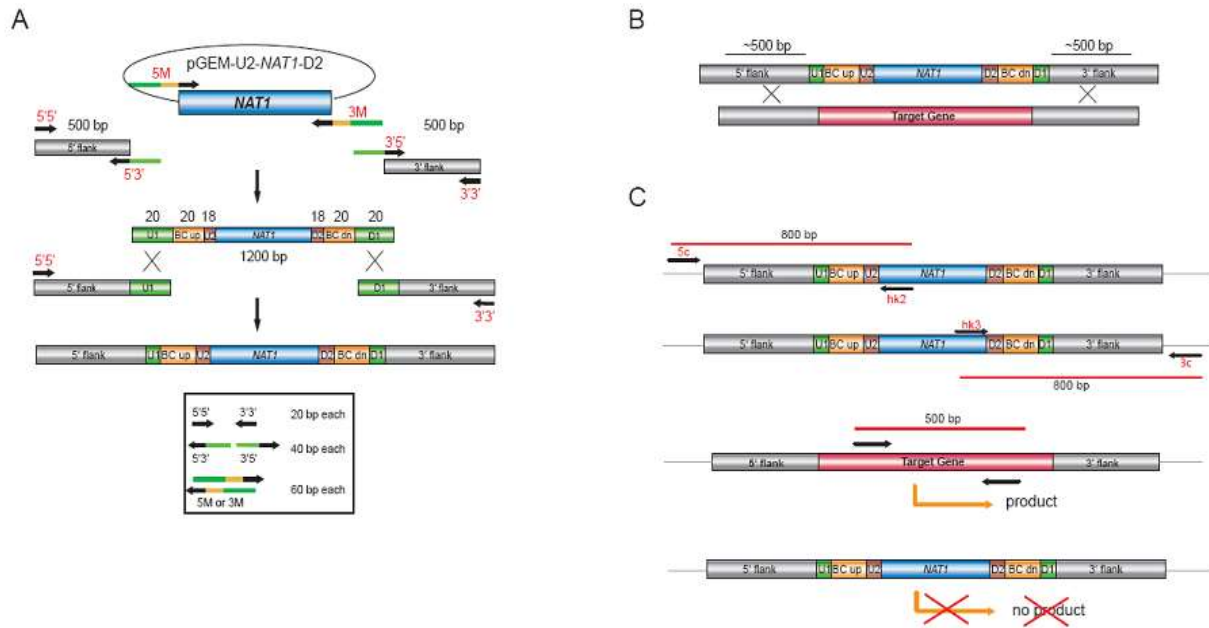 A
pGEM-U2-NAT1-D2
5M
NAT1
3M
5'5'
500 bp
5' flank
5'3'
3'5'
500 bp
3' flank
3'3'
20 20 18 18 20 20
U1 BC up U2 NAT1 D2 BC dn D1
1200 bp
5'5'
5' flank U1
D1 3' flank
3'3'
5' flank U1 BC up U2 NAT1 D2 BC dn D1 3' flank
5'5' 3'3' 20 bp each
40 bp each
5'3' 3'5'
60 bp each
5M or 3M
B
~500 bp ~500 bp
5' flank U1 BC up U2 NAT1 D2 BC dn D1 3' flank
Target Gene
C
800 bp
5c
5' flank U1 BC up U2 NAT1 D2 BC dn D1 3' flank
hk2
hk3
5' flank U1 BC up U2 NAT1 D2 BC dn D1 3' flank
3c
800 bp
500 bp
5' flank Target Gene 3' flank
product
5' flank U1 BC up U2 NAT1 D2 BC dn D1 3' flank
no product